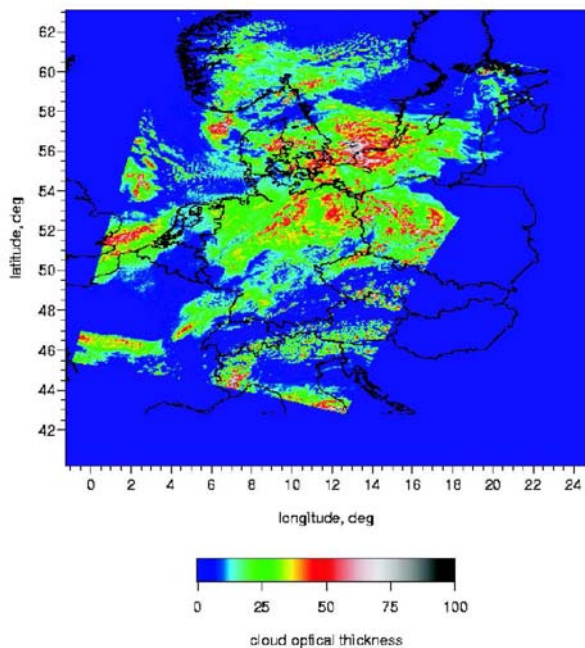 62
60
58
56
54
52
50
48
46
44
42
latitude, deg
0 2 4 6 8 10 12 14 16 18 20 22 24
longitude, deg
0 25 50 75 100
cloud optical thickness